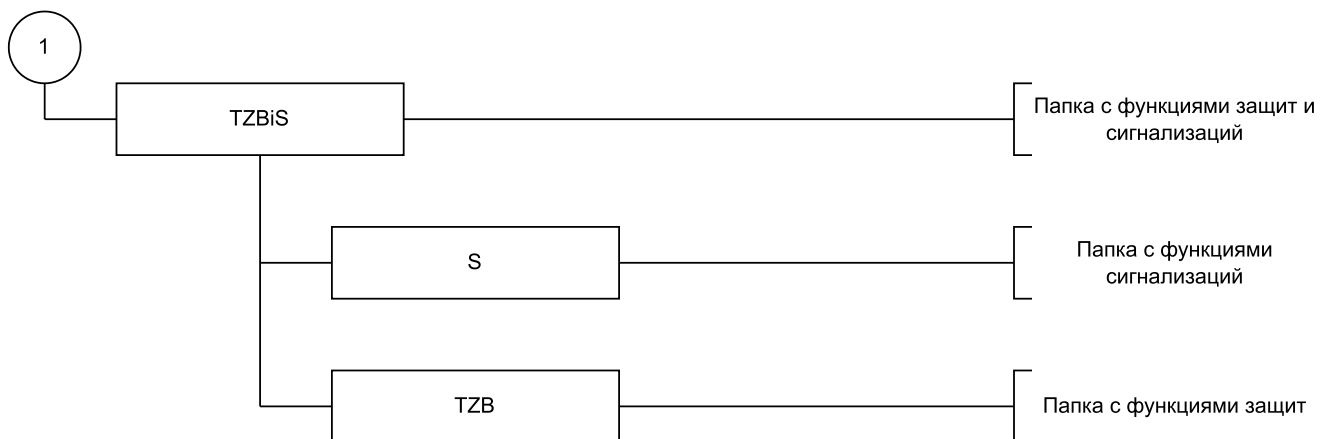 1
TZBiS
Папка с функциями защит и
сигнализаций
S
Папка с функциями
сигнализаций
TZB
Папка с функциями защит